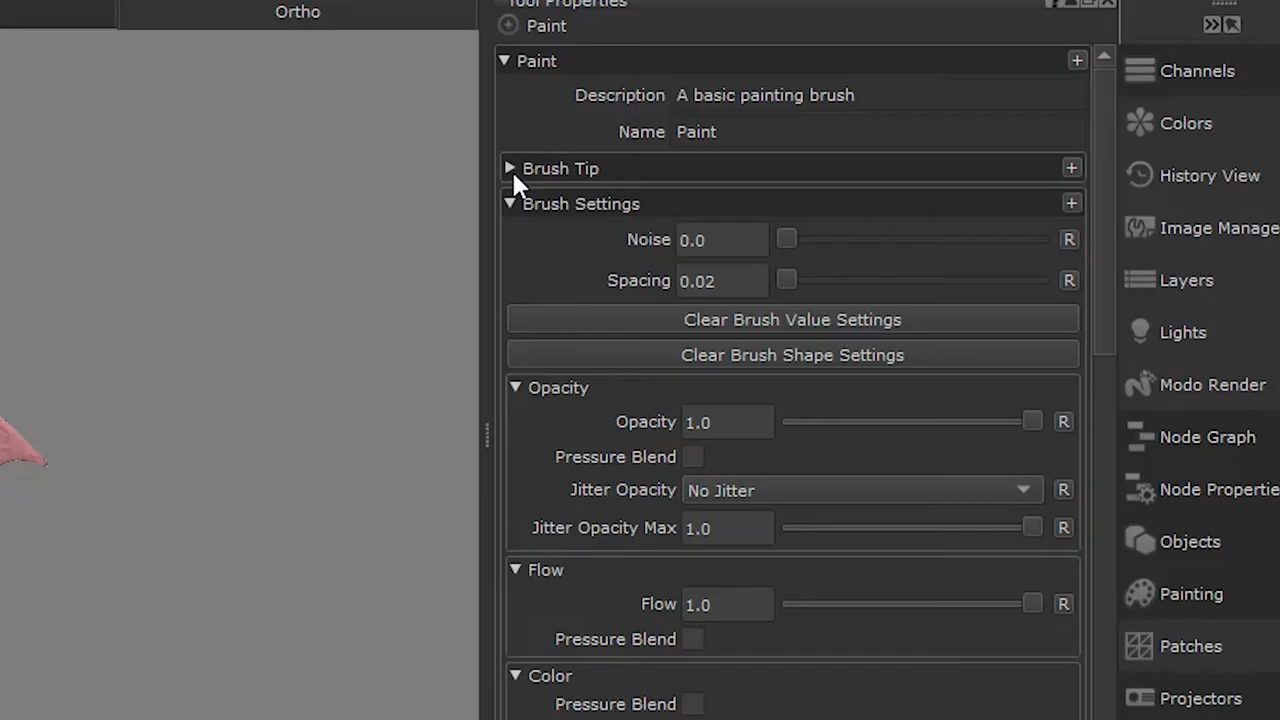 Ortho
Tool Properties
Paint
Paint
Description A basic painting brush
Name Paint
Brush Tip
Brush Settings
Noise 0.0 R
Spacing 0.02 R
Clear Brush Value Settings
Clear Brush Shape Settings
Opacity
Opacity 1.0 R
Pressure Blend
Jitter Opacity No Jitter R
Jitter Opacity Max 1.0 R
Flow
Flow 1.0 R
Pressure Blend
Color
Pressure Blend
Channels
Colors
History View
Image Manage
Layers
Lights
Modo Render
Node Graph
Node Propertie
Objects
Painting
Patches
Projectors